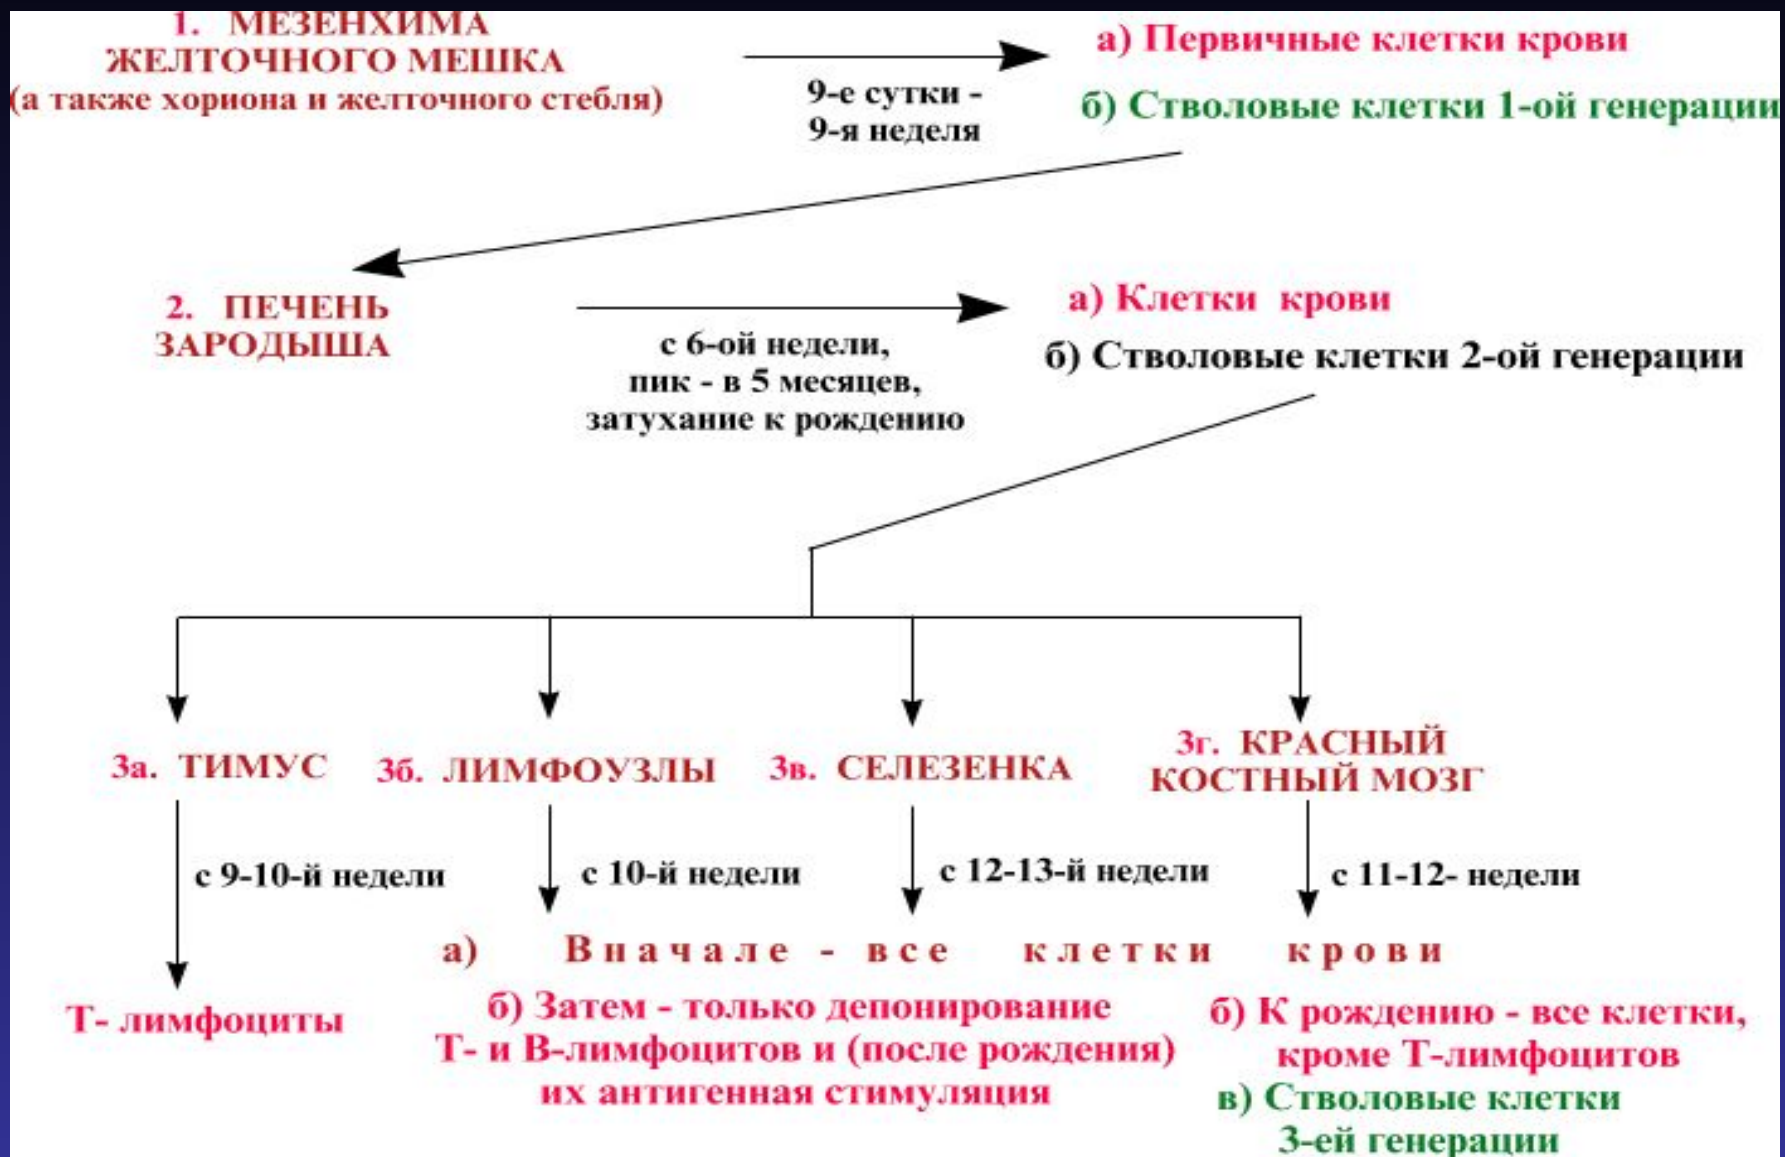 1. МЕЗЕНХИМА
ЖЕЛТОЧНОГО МЕШКА
(а также хориона и желточного стебля)
9-е сутки -
9-я неделя
а) Первичные клетки крови
б) Стволовые клетки 1-ой генерации
2. ПЕЧЕНЬ
ЗАРОДЫША
с 6-ой недели,
пик - в 5 месяцев,
затухание к рождению
а) Клетки крови
б) Стволовые клетки 2-ой генерации
3а. ТИМУС
3б. ЛИМФОУЗЛЫ
3в. СЕЛЕЗЕНКА
3г. КРАСНЫЙ
КОСТНЫЙ МОЗГ
с 9-10-й недели
с 10-й недели
с 12-13-й недели
с 11-12- недели
а) Вначале - все клетки крови
Т- лимфоциты
б) Затем - только депонирование
Т- и В-лимфоцитов и (после рождения)
их антигенная стимуляция
б) К рождению - все клетки,
кроме Т-лимфоцитов
в) Стволовые клетки
3-ей генерации